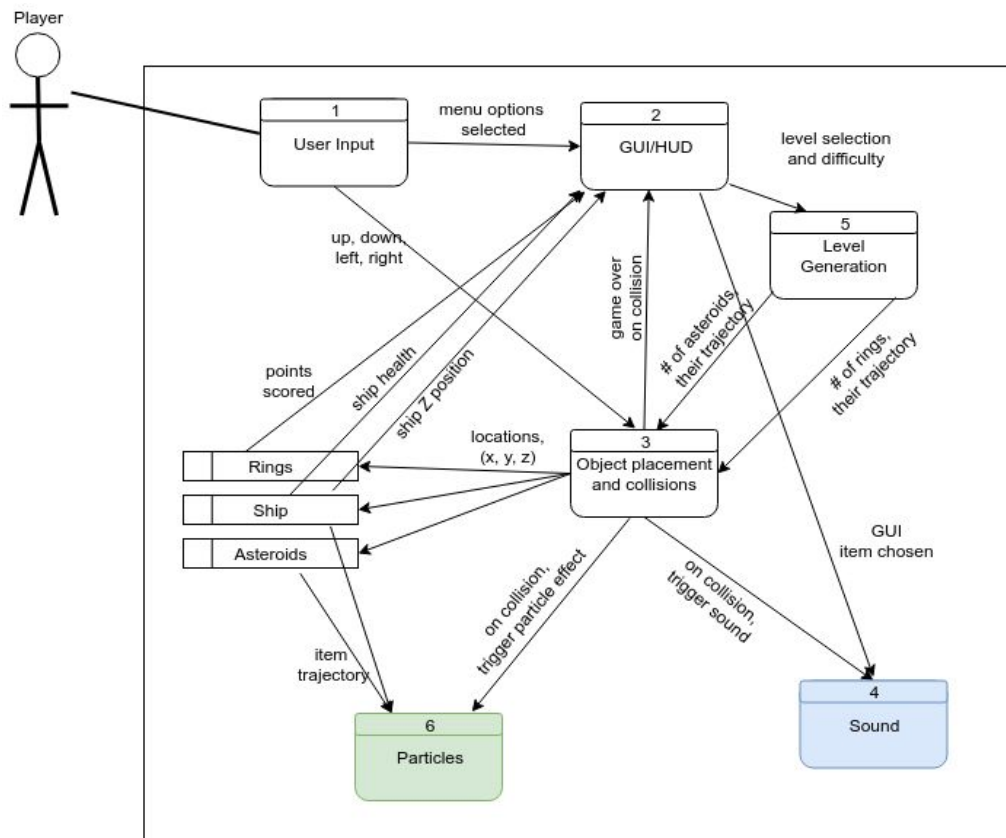 Player
1
User Input
menu options
selected
2
GUI/HUD
level selection
and difficulty
5
Level
Generation
up, down,
left, right
game over
on collision
# of asteroids,
their trajectory
# of rings,
their trajectory
points
scored
ship health
ship Z position
locations,
(x, y, z)
3
Object placement
and collisions
Rings
Ship
Asteroids
GUI
item chosen
on collision,
trigger particle effect
on collision,
trigger sound
item
trajectory
4
Sound
6
Particles